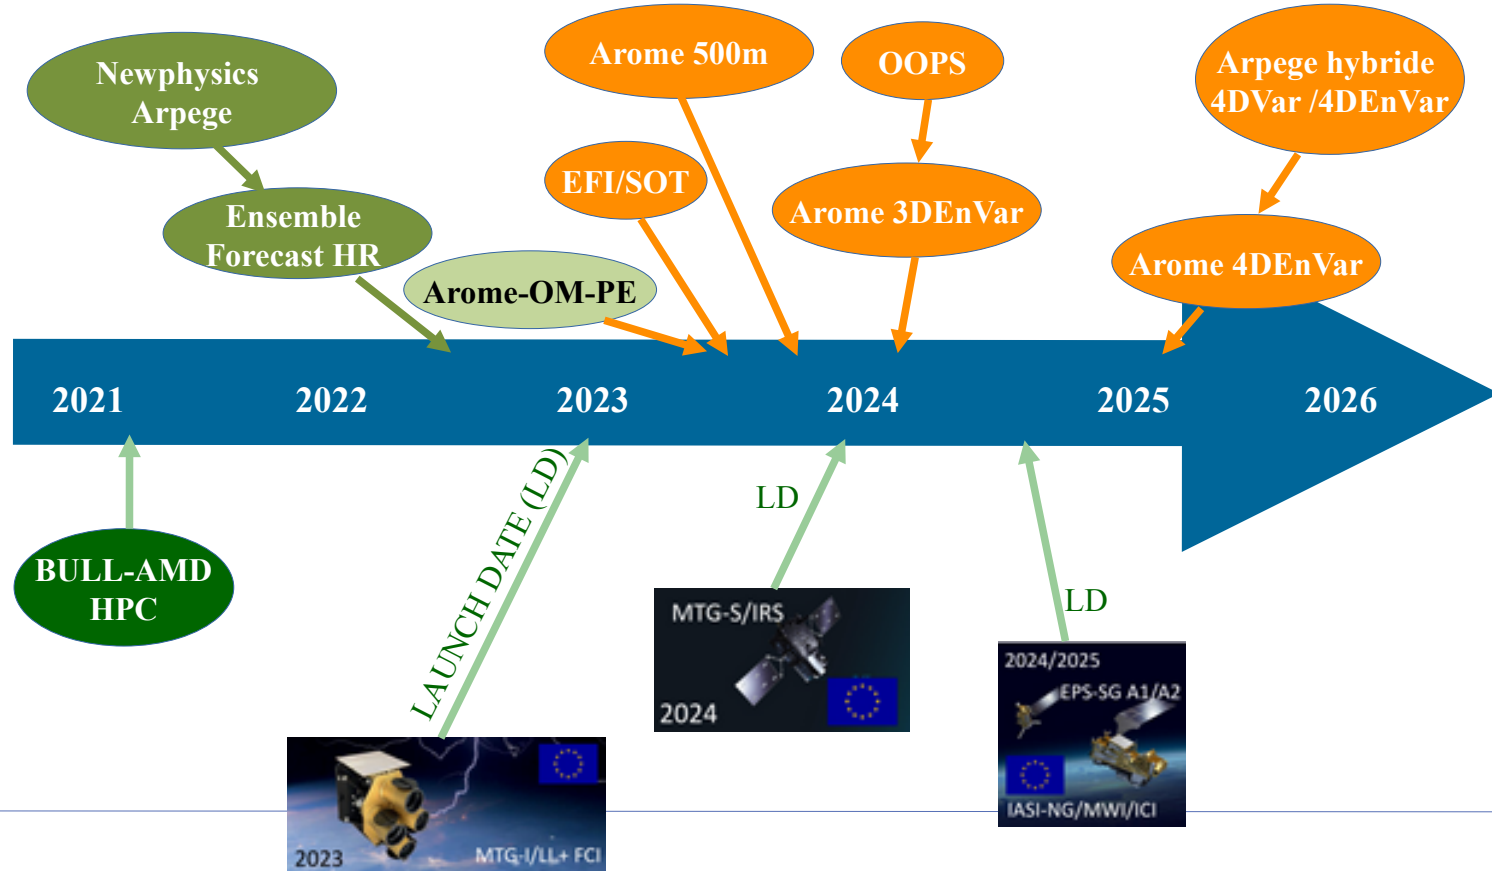 Newphysics
Arpege
Ensemble
Forecast HR
Arome-OM-PE
EFI/SOT
Arome 500m
OOPS
Arome 3DEnVar
Arpege hybride
4DVar /4DEnVar
Arome 4DEnVar
2021
2022
2023
2024
2025
2026
BULL-AMD
HPC
LAUNCH DATE (LD)
LD
LD
MTG-S/IRS
2024
2024/2025
EPS-SG A1/A2
IASI-NG/MWI/ICI
2023
MTG-I/LL+ FCI